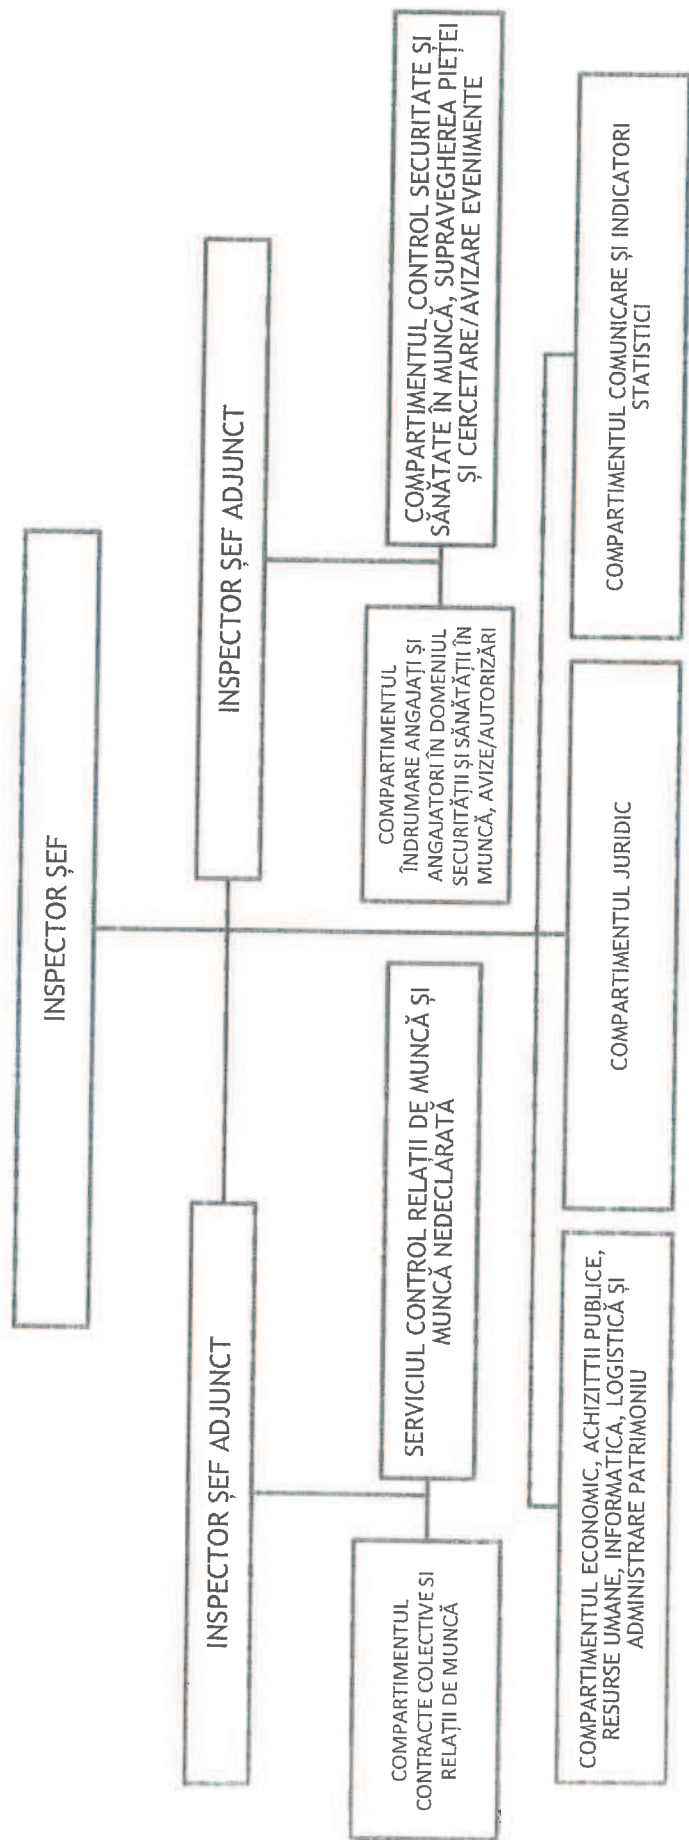 INSPECTOR ȘEF
INSPECTOR ȘEF ADJUNCT
INSPECTOR ȘEF ADJUNCT
COMPARTIMENTUL
CONTRACTE COLECTIVE SI
RELAȚII DE MUNCĂ
SERVICIUL CONTROL RELAȚII DE MUNCĂ ȘI
MUNCĂ NEDECLARATĂ
COMPARTIMENTUL
ÎNDRUMARE ANGAJAȚI ȘI
ANGAJATORI ÎN DOMENIUL
SECURITĂȚII ȘI SĂNĂTĂȚII ÎN
MUNCĂ, AVIZE/AUTORIZĂRI
COMPARTIMENTUL CONTROL SECURITATE ȘI
SĂNĂTATE ÎN MUNCĂ, SUPRAVEGHEREA PIEȚEI
ȘI CERCETARE/AVIZARE EVENIMENTE
COMPARTIMENTUL ECONOMIC, ACHIZITTII PUBLICE,
RESURSE UMANE, INFORMATICA, LOGISTICĂ ȘI
ADMINISTRARE PATRIMONIU
COMPARTIMENTUL JURIDIC
COMPARTIMENTUL COMUNICARE ȘI INDICATORI
STATISTICI